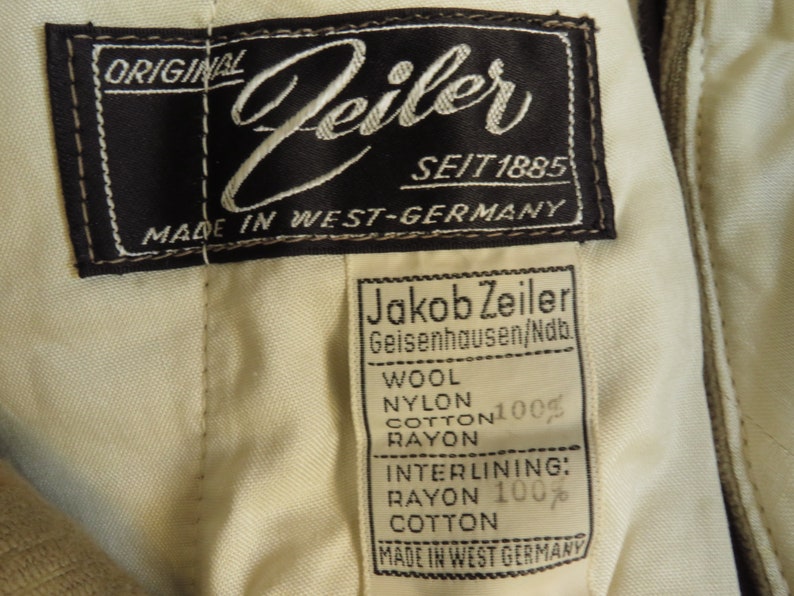 ORIGINAL
Zeiler
SEIT 1885
MADE IN WEST-GERMANY
Jakob Zeiler
Geisenhausen/Ndb.
WOOL
NYLON
COTTON 100%
RAYON
INTERLINING:
RAYON 100%
COTTON
MADE IN WEST GERMANY